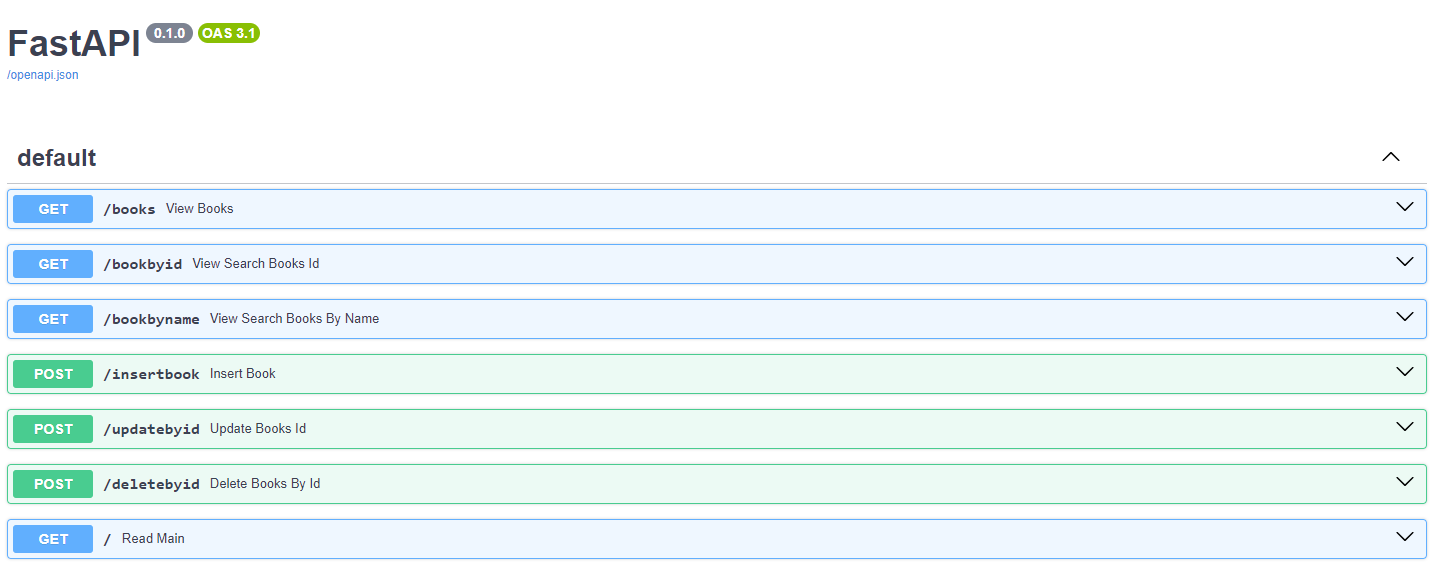 FastAPI 0.1.0 OAS 3.1
/openapi.json
default
GET /books View Books
GET /bookbyid View Search Books Id
GET /bookbyname View Search Books By Name
POST /insertbook Insert Book
POST /updatebyid Update Books Id
POST /deletebyid Delete Books By Id
GET / Read Main